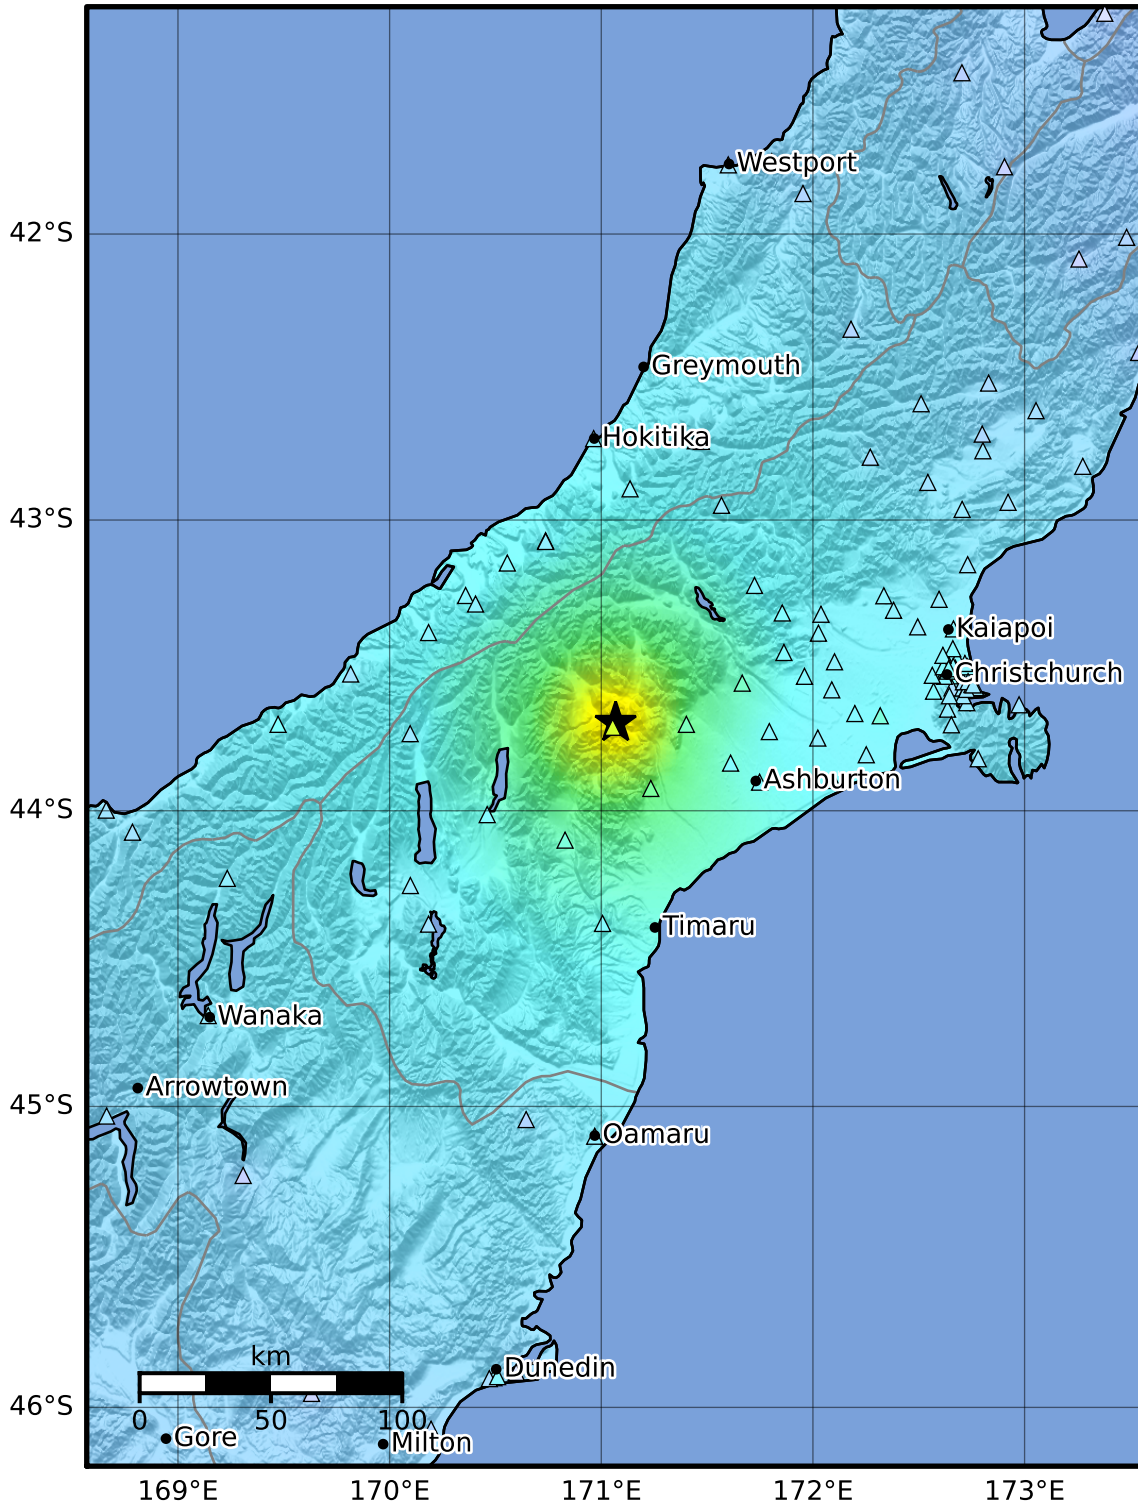 Westport
42°S
Greymouth
Hokitika
43°S
Kaiapoi
Christchurch
Ashburton
44°S
Timaru
Wanaka
Arrowtown
45°S
Oamaru
km
Dunedin
46°S
0 50 100
Gore
Milton
169°E 170°E 171°E 172°E 173°E